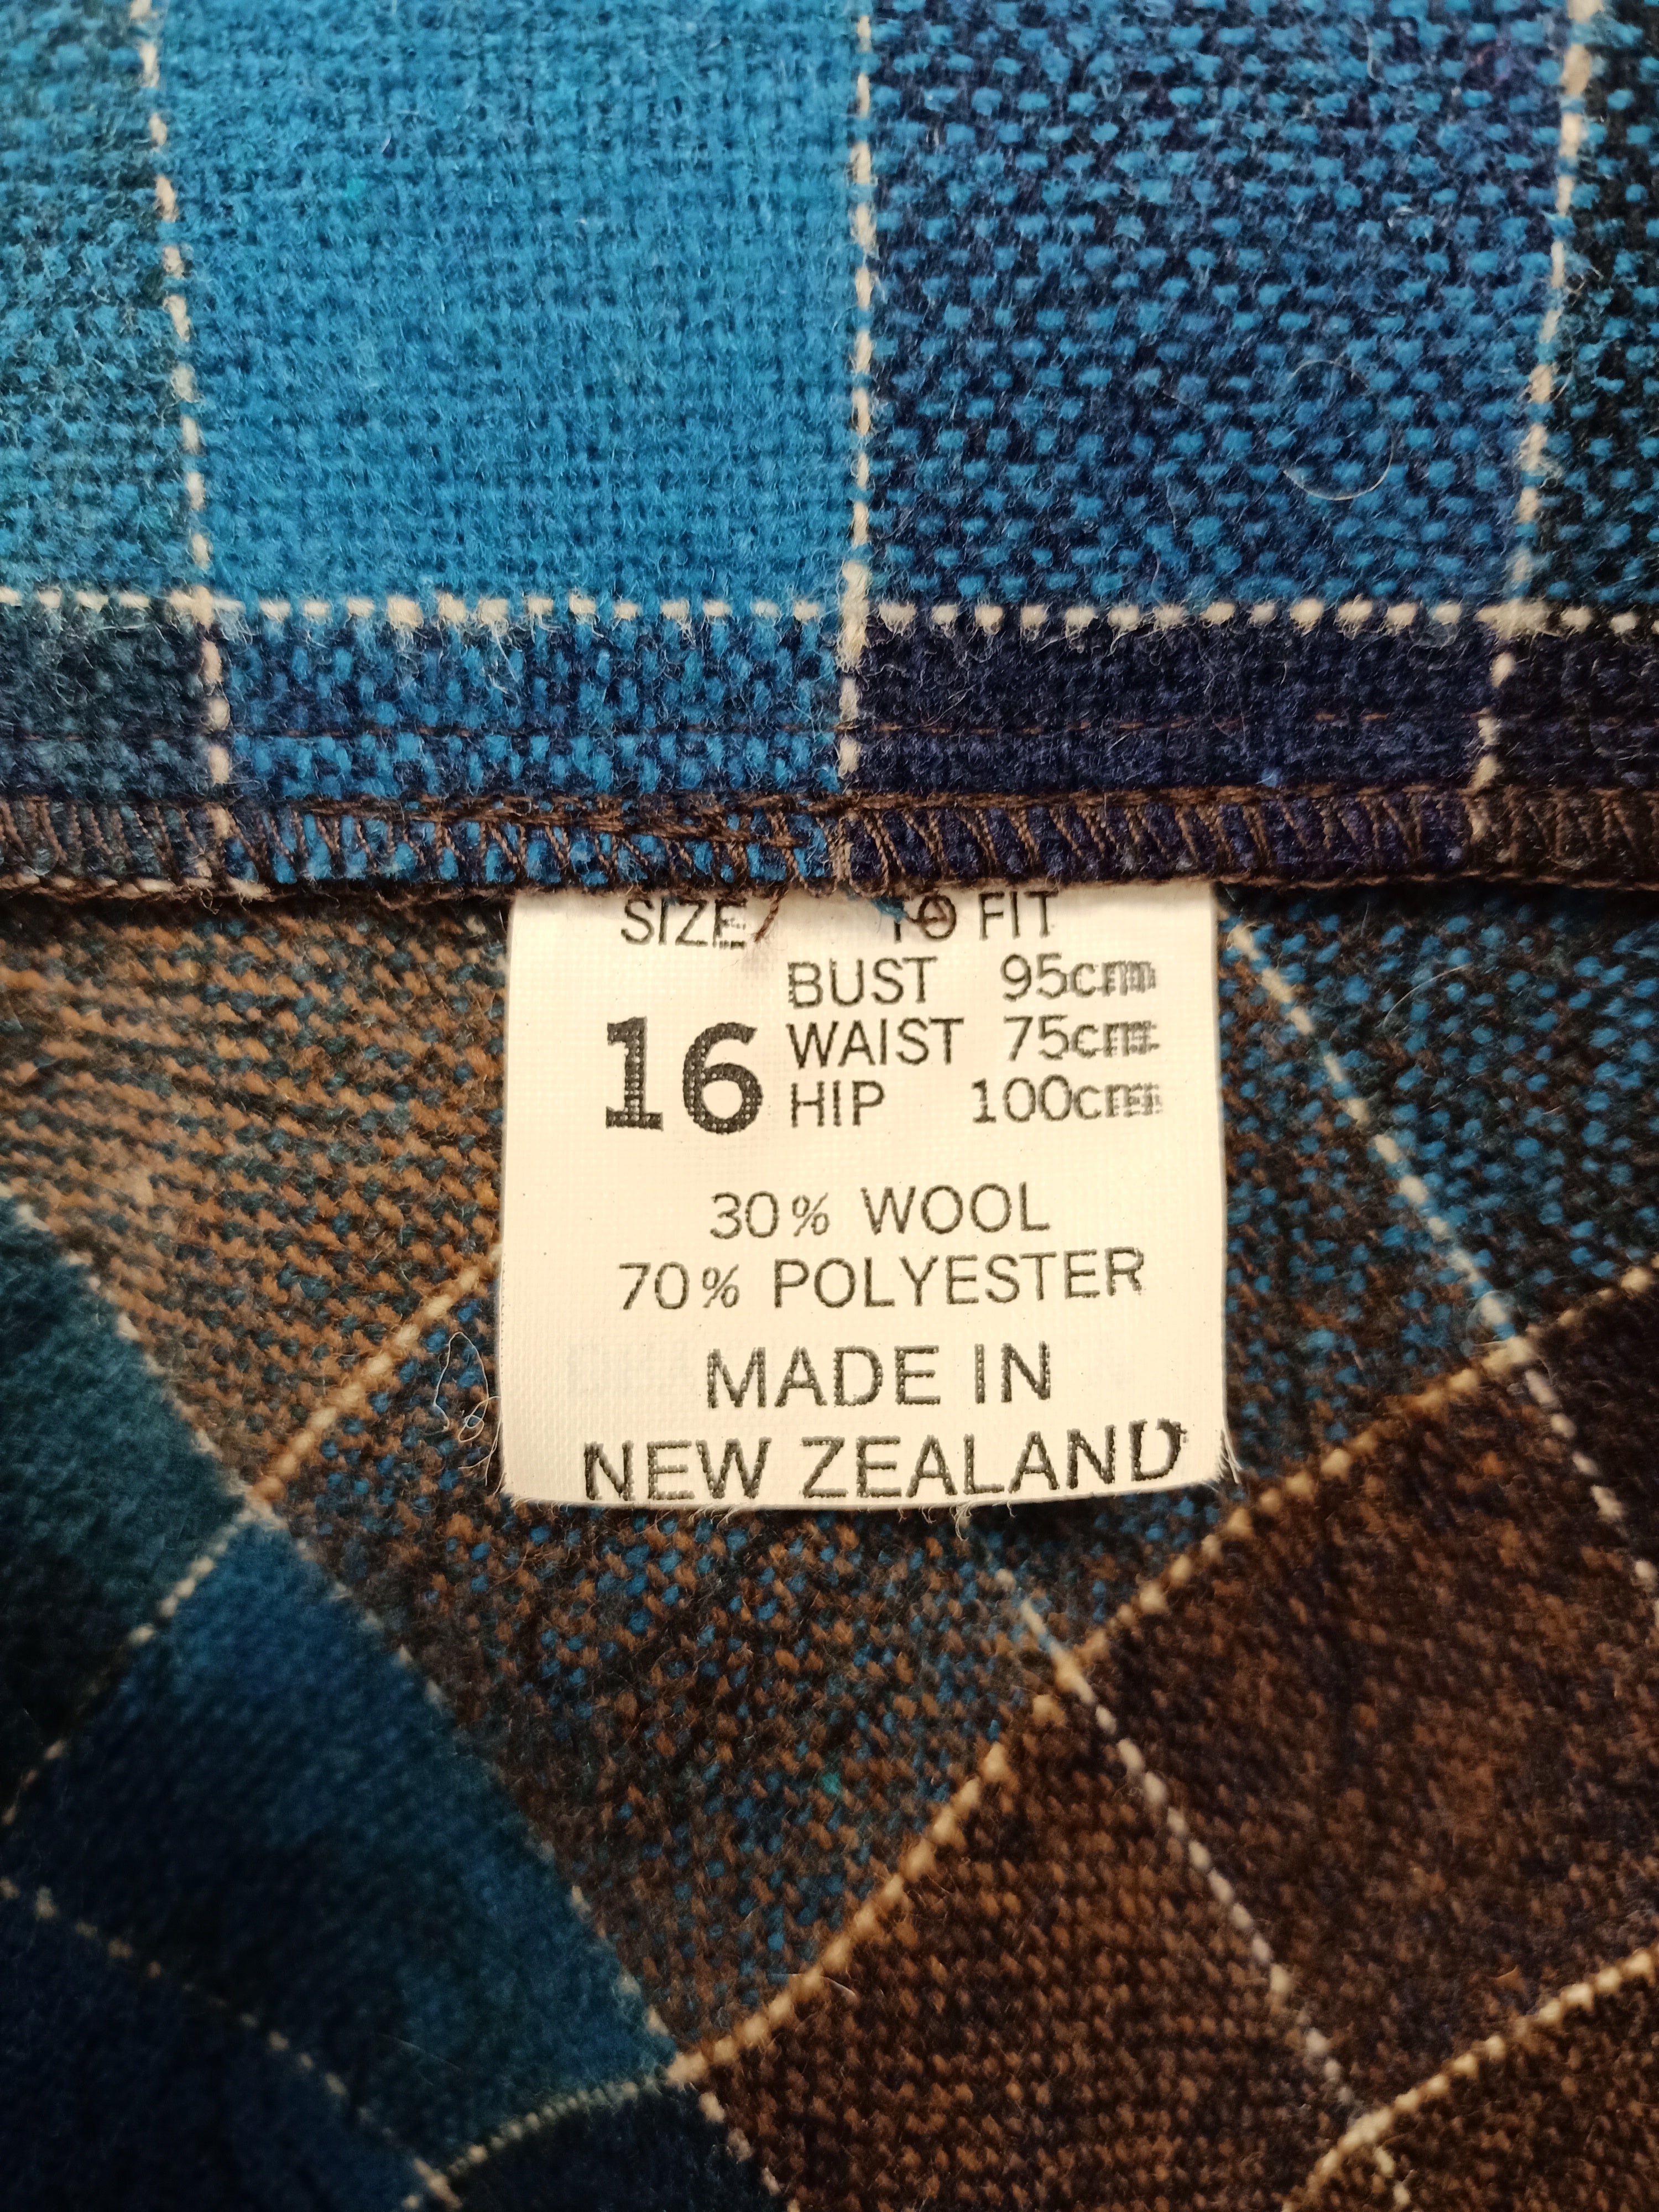 SIZE TO FIT
BUST 95cm
16 WAIST 75cm
HIP 100cm
30% WOOL
70% POLYESTER
MADE IN
NEW ZEALAND